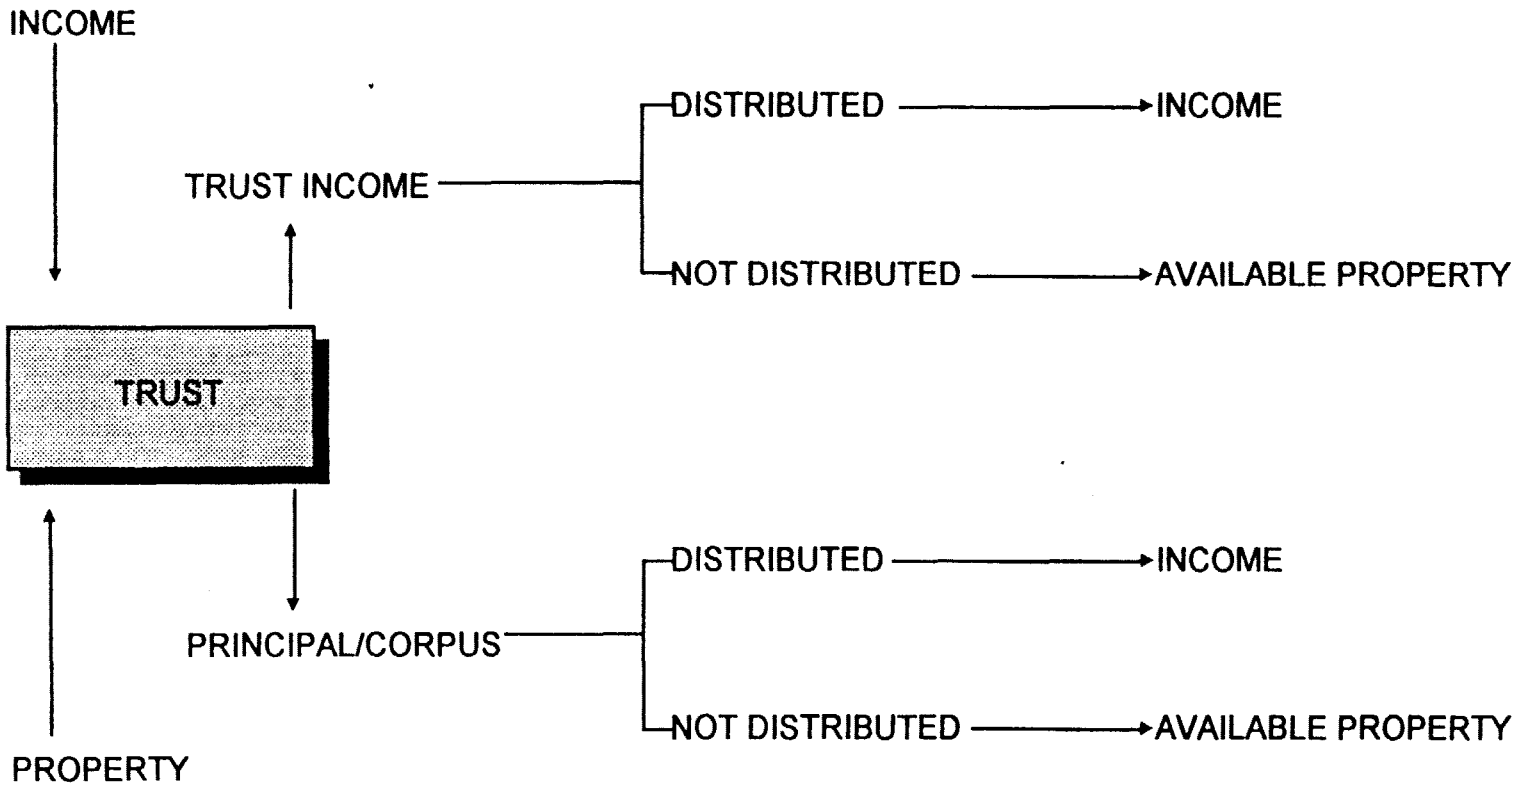 INCOME
DISTRIBUTED
INCOME
TRUST INCOME
NOT DISTRIBUTED
AVAILABLE PROPERTY
TRUST
DISTRIBUTED
INCOME
PRINCIPAL/CORPUS
NOT DISTRIBUTED
AVAILABLE PROPERTY
PROPERTY